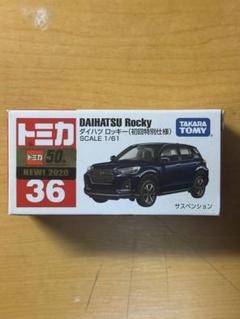 トミカ
トミカ 50th
NEW! 2020
36
DAIHATSU Rocky
ダイハツ ロッキー(初回特別仕様)
SCALE 1/61
TAKARA
TOMY
サスペンション